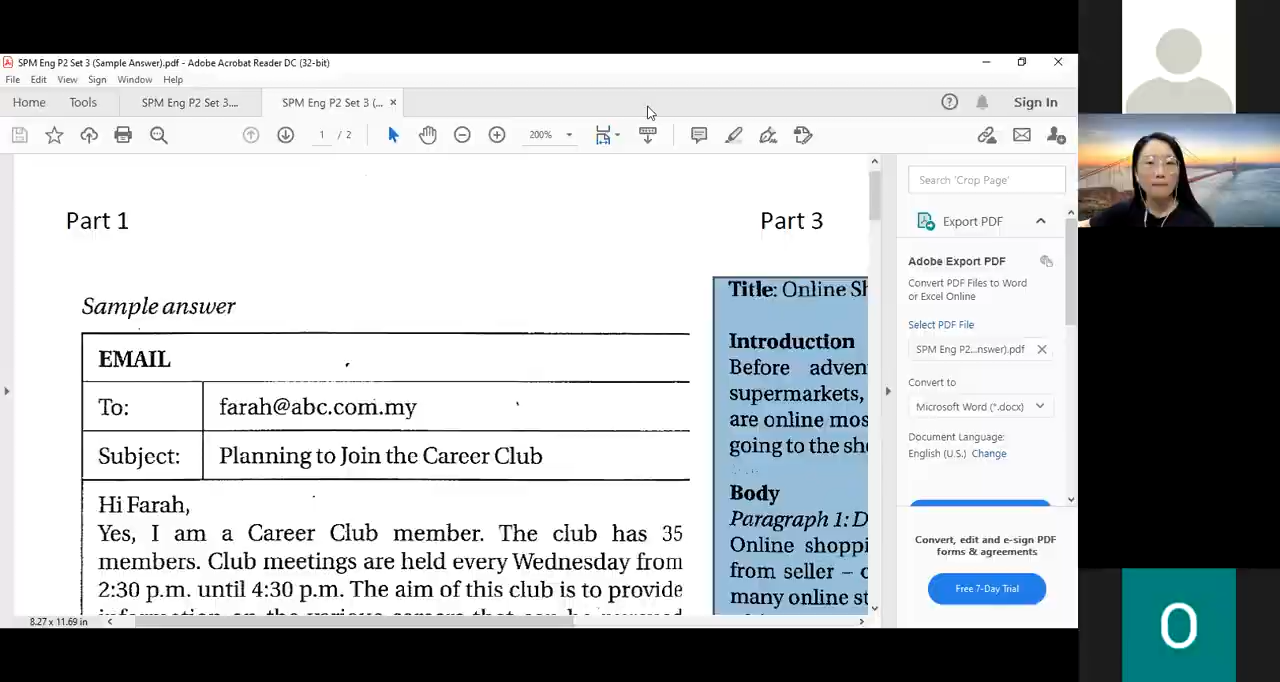 SPM Eng P2 Set 3 (Sample Answer).pdf - Adobe Acrobat Reader DC (32-bit)
File Edit View Sign Window Help
Home Tools SPM Eng P2 Set 3.... SPM Eng P2 Set 3 (... × Sign In
1 / 2 200%
Part 1
Sample answer
EMAIL
To: farah@abc.com.my
Subject: Planning to Join the Career Club
Hi Farah,
Yes, I am a Career Club member. The club has 35
members. Club meetings are held every Wednesday from
2:30 p.m. until 4:30 p.m. The aim of this club is to provide
Part 3
Title: Online Sh
Introduction
Before adven
supermarkets,
are online mos
going to the sh
Body
Paragraph 1: D
Online shoppi
from seller –
many online st
8.27 x 11.69 in
Search 'Crop Page'
Export PDF
Adobe Export PDF
Convert PDF Files to Word
or Excel Online
Select PDF File
SPM Eng P2...nswer).pdf
Convert to
Microsoft Word (*.docx)
Document Language:
English (U.S.) Change
Convert, edit and e-sign PDF
forms & agreements
Free 7-Day Trial
O